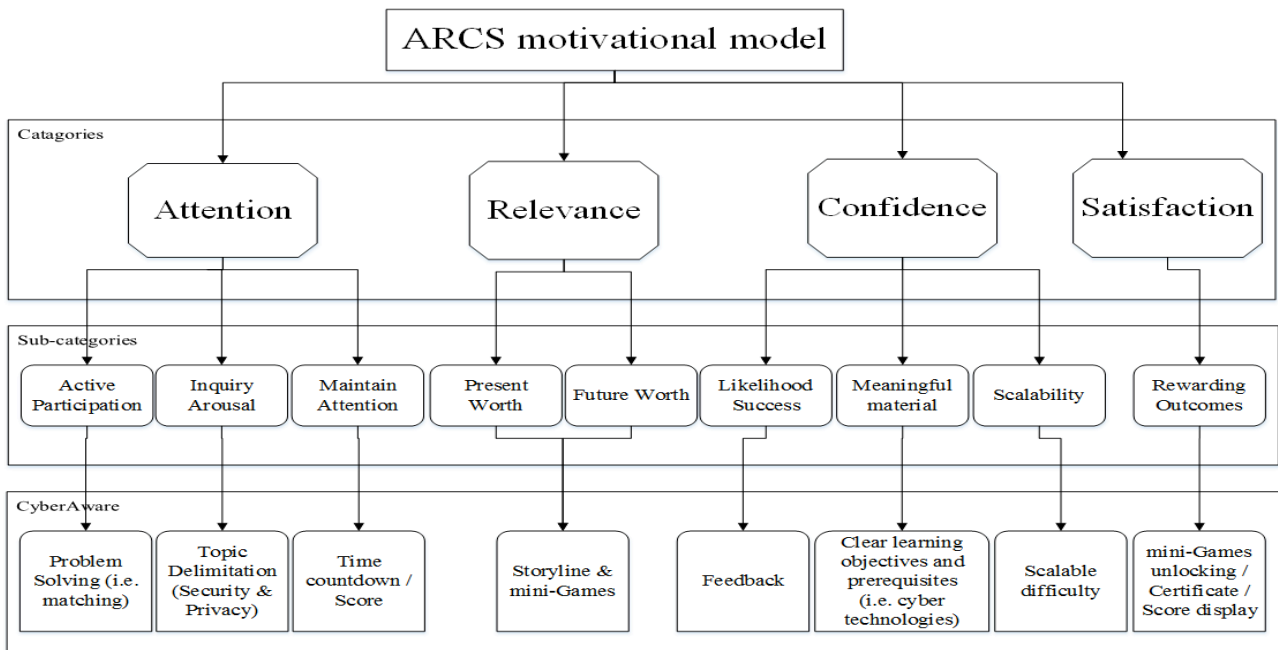 ARCS motivational model
Catagories
Attention
Relevance
Confidence
Satisfaction
Sub-categories
Active
Participation
Inquiry
Arousal
Maintain
Attention
Present
Worth
Future Worth
Likelihood
Success
Meaningful
material
Scalability
Rewarding
Outcomes
CyberAware
Problem
Solving (i.e.
matching)
Topic
Delimitation
(Security &
Privacy)
Time
countdown /
Score
Storyline &
mini-Games
Feedback
Clear learning
objectives and
prerequisites
(i.e. cyber
technologies)
Scalable
difficulty
mini-Games
unlocking /
Certificate /
Score display